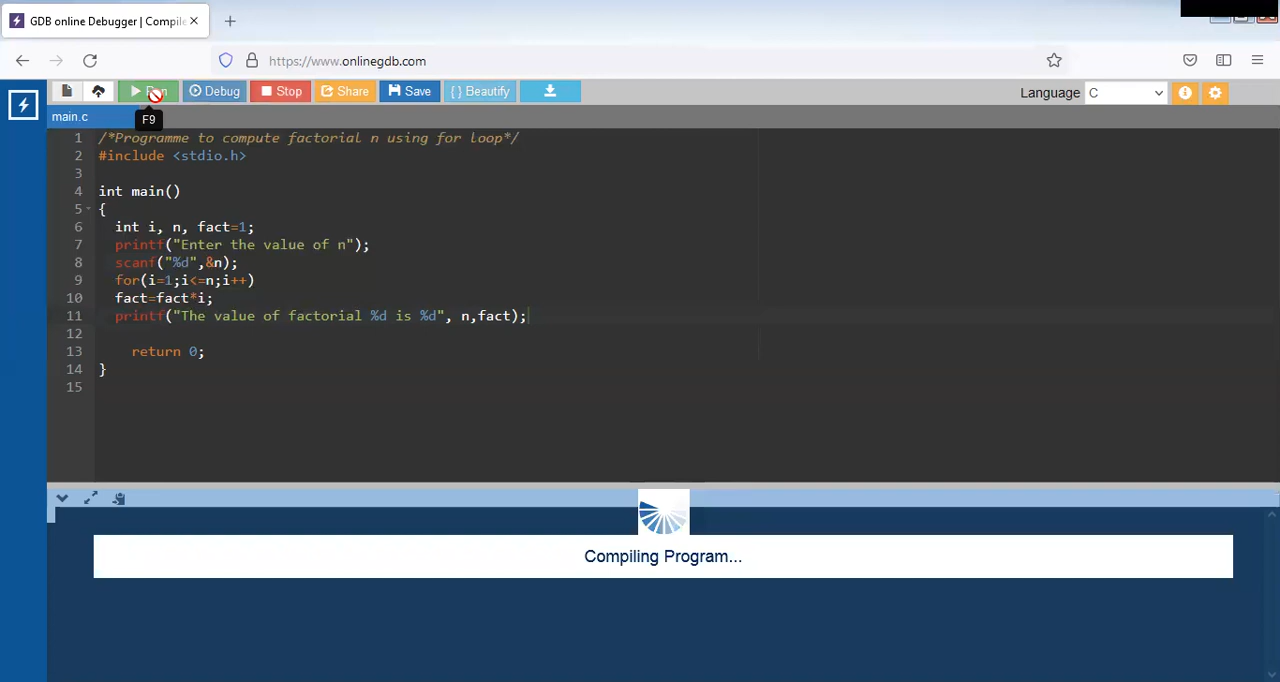 GDB online Debugger | Compile
https://www.onlinegdb.com
Debug Stop Share Save { } Beautify Language C
F9
main.c
1 /*Programme to compute factorial n using for loop*/
2 #include <stdio.h>
3
4 int main()
5 {
6 int i, n, fact=1;
7 printf("Enter the value of n");
8 scanf("%d",&n);
9 for(i=1;i<=n;i++)
10 fact=fact*i;
11 printf("The value of factorial %d is %d", n,fact);
12
13 return 0;
14 }
15
Compiling Program...